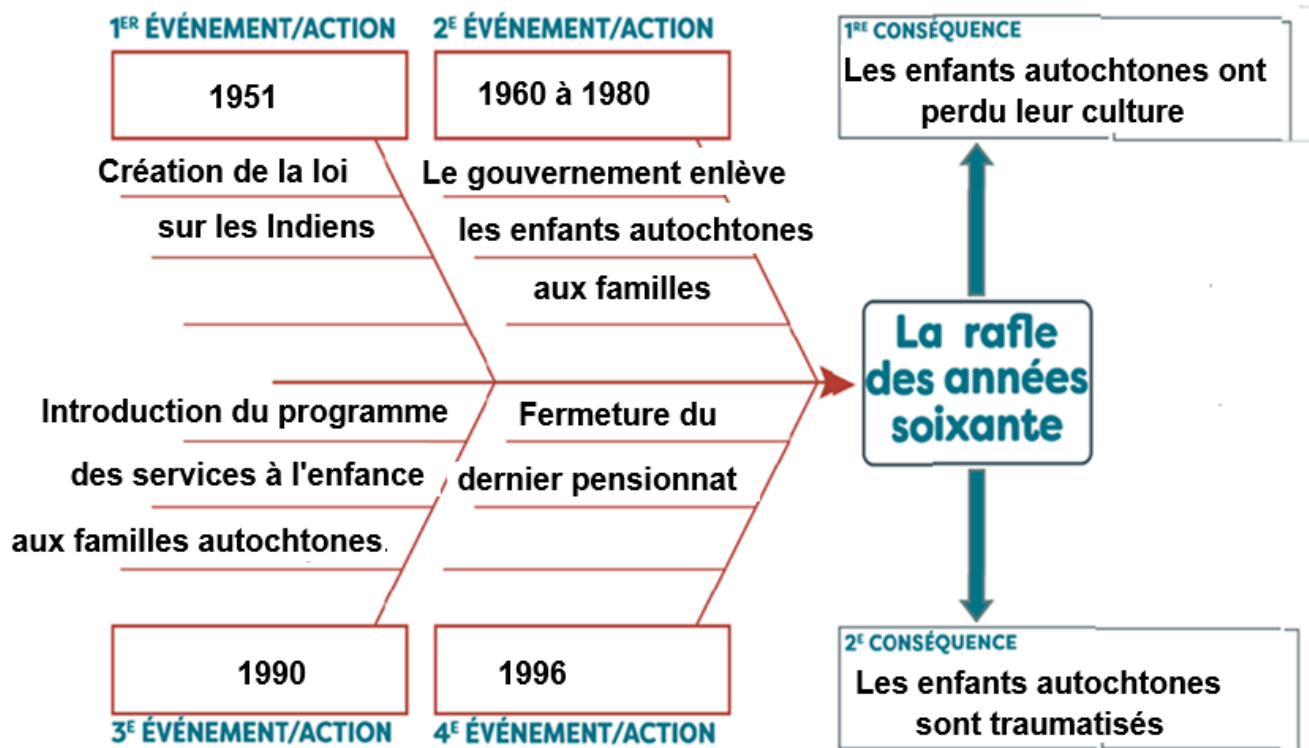 1ER ÉVÉNEMENT/ACTION
1951
Création de la loi
sur les Indiens
2E ÉVÉNEMENT/ACTION
1960 à 1980
Le gouvernement enlève
les enfants autochtones
aux familles
Introduction du programme
des services à l'enfance
aux familles autochtones.
1990
3E ÉVÉNEMENT/ACTION
Fermeture du
dernier pensionnat
1996
4E ÉVÉNEMENT/ACTION
La rafle
des années
soixante
1RE CONSÉQUENCE
Les enfants autochtones ont
perdu leur culture
2E CONSÉQUENCE
Les enfants autochtones
sont traumatisés